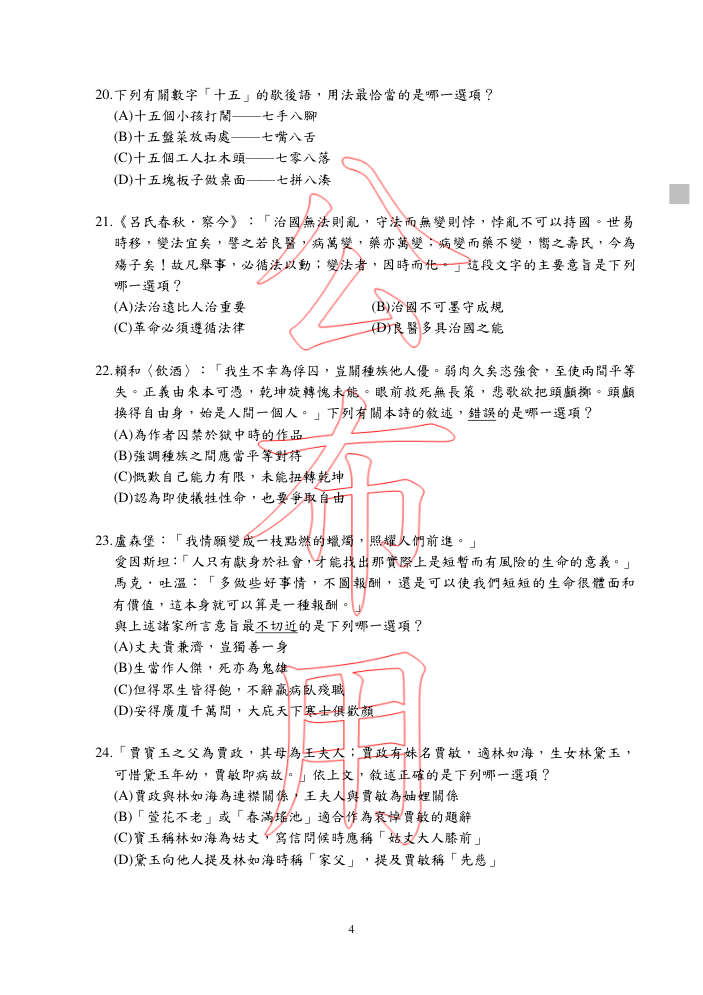 20.下列有關數字「十五」的歇後語，用法最恰當的是哪一選項？
(A)十五個小孩打鬧——七手八腳
(B)十五盤菜放兩處——七嘴八舌
(C)十五個工人扛木頭——七零八落
(D)十五塊板子做桌面——七拼八湊
21.《呂氏春秋．察今》：「治國無法則亂，守法而無變則悖，悖亂不可以持國。世易
時移，變法宜矣，譬之若良醫，病萬變，藥亦萬變；病變而藥不變，嚮之壽民，今為
殤子矣！故凡舉事，必循法以動；變法者，因時而化。」這段文字的主要意旨是下列
哪一選項？
(A)法治遠比人治重要 (B)治國不可墨守成規
(C)革命必須遵循法律 (D)良醫多具治國之能
22.賴和〈飲酒〉：「我生不幸為俘囚，豈關種族他人優。弱肉久矣恣強食，至使兩間平等
失。正義由來本可憑，乾坤旋轉愧未能。眼前救死無長策，悲歌欲把頭顱擲。頭顱
換得自由身，始是人間一個人。」下列有關本詩的敘述，錯誤的是哪一選項？
(A)為作者囚禁於獄中時的作品
(B)強調種族之間應當平等對待
(C)慨歎自己能力有限，未能扭轉乾坤
(D)認為即使犧牲性命，也要爭取自由
23.盧森堡：「我情願變成一枝點燃的蠟燭，照耀人們前進。」
愛因斯坦：「人只有獻身於社會，才能找出那實際上是短暫而有風險的生命的意義。」
馬克．吐溫：「多做些好事情，不圖報酬，還是可以使我們短短的生命很體面和
有價值，這本身就可以算是一種報酬。」
與上述諸家所言意旨最不切近的是下列哪一選項？
(A)丈夫貴兼濟，豈獨善一身
(B)生當作人傑，死亦為鬼雄
(C)但得眾生皆得飽，不辭羸病臥殘陽
(D)安得廣廈千萬間，大庇天下寒士俱歡顏
24.「賈寶玉之父為賈政，其母為王夫人；賈政有妹名賈敏，適林如海，生女林黛玉，
可惜黛玉年幼，賈敏即病故。」依上文，敘述正確的是下列哪一選項？
(A)賈政與林如海為連襟關係，王夫人與賈敏為妯娌關係
(B)「萱花不老」或「春滿瑤池」適合作為哀悼賈敏的題辭
(C)寶玉稱林如海為姑丈，寫信問候時應稱「姑丈大人膝前」
(D)黛玉向他人提及林如海時稱「家父」，提及賈敏稱「先慈」
公布用
4